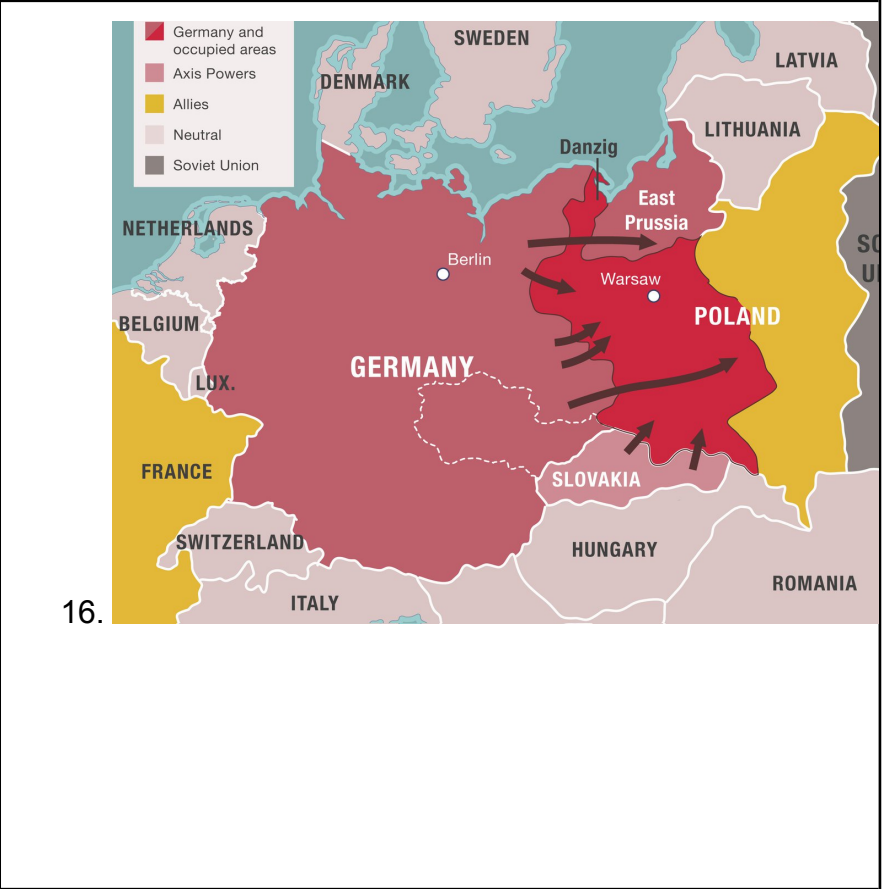 Germany and
occupied areas
Axis Powers
Allies
Neutral
Soviet Union
SWEDEN
DENMARK
LATVIA
LITHUANIA
Danzig
East
Prussia
NETHERLANDS
Berlin
Warsaw
SO
U
BELGIUM
POLAND
GERMANY
LUX.
FRANCE
SLOVAKIA
SWITZERLAND
HUNGARY
ROMANIA
ITALY
16.